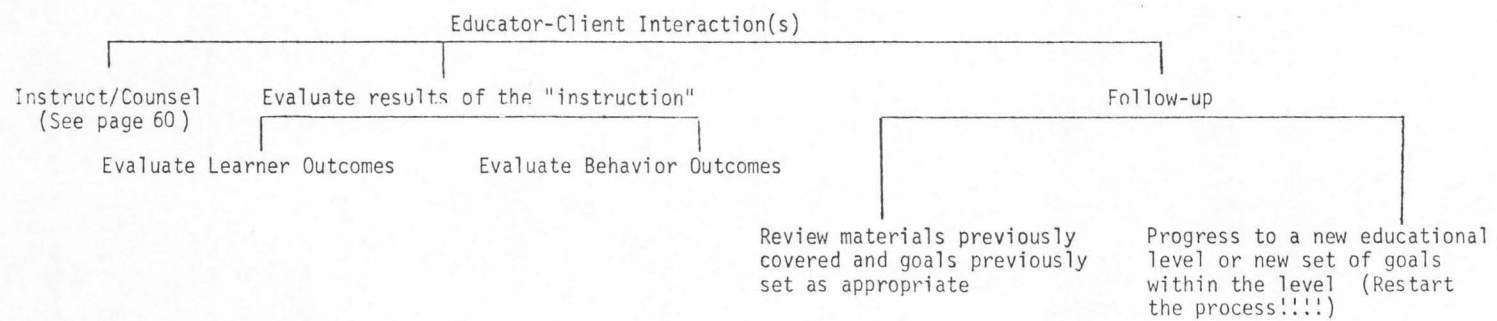 Educator-Client Interaction(s)
Instruct/Counsel
(See page 60)
Evaluate results of the "instruction"
Follow-up
Evaluate Learner Outcomes
Evaluate Behavior Outcomes
Review materials previously
covered and goals previously
set as appropriate
Progress to a new educational
level or new set of goals
within the level (Restart
the process!!!!)